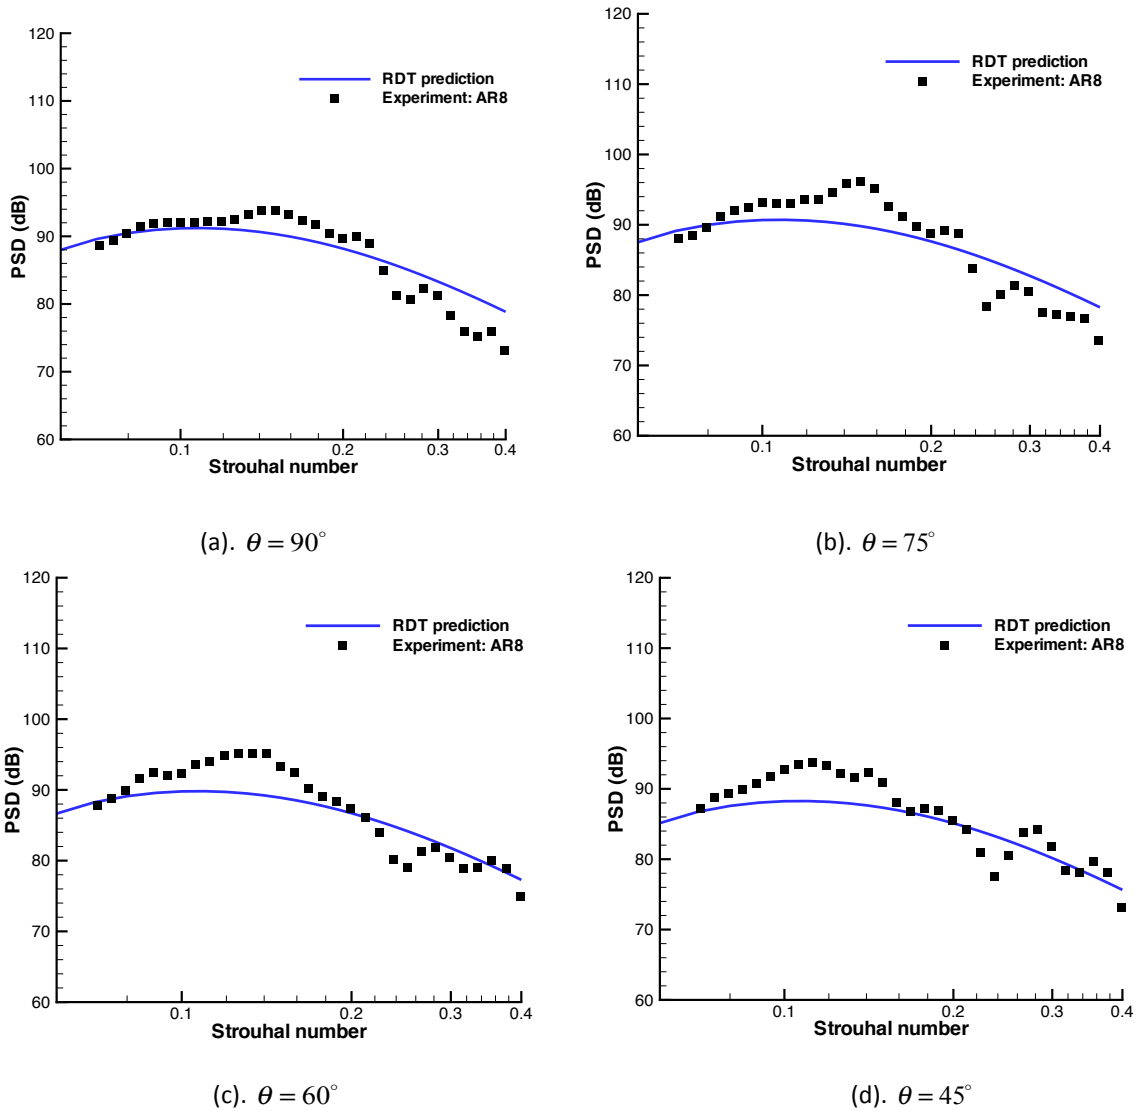 120
110
100
90
80
70
60
PSD (dB)
RDT prediction
Experiment: AR8
0.1 0.2 0.3 0.4
Strouhal number
(a). θ = 90°
120
110
100
90
80
70
60
PSD (dB)
RDT prediction
Experiment: AR8
0.1 0.2 0.3 0.4
Strouhal number
(b). θ = 75°
120
110
100
90
80
70
60
PSD (dB)
RDT prediction
Experiment: AR8
0.1 0.2 0.3 0.4
Strouhal number
(c). θ = 60°
120
110
100
90
80
70
60
PSD (dB)
RDT prediction
Experiment: AR8
0.1 0.2 0.3 0.4
Strouhal number
(d). θ = 45°